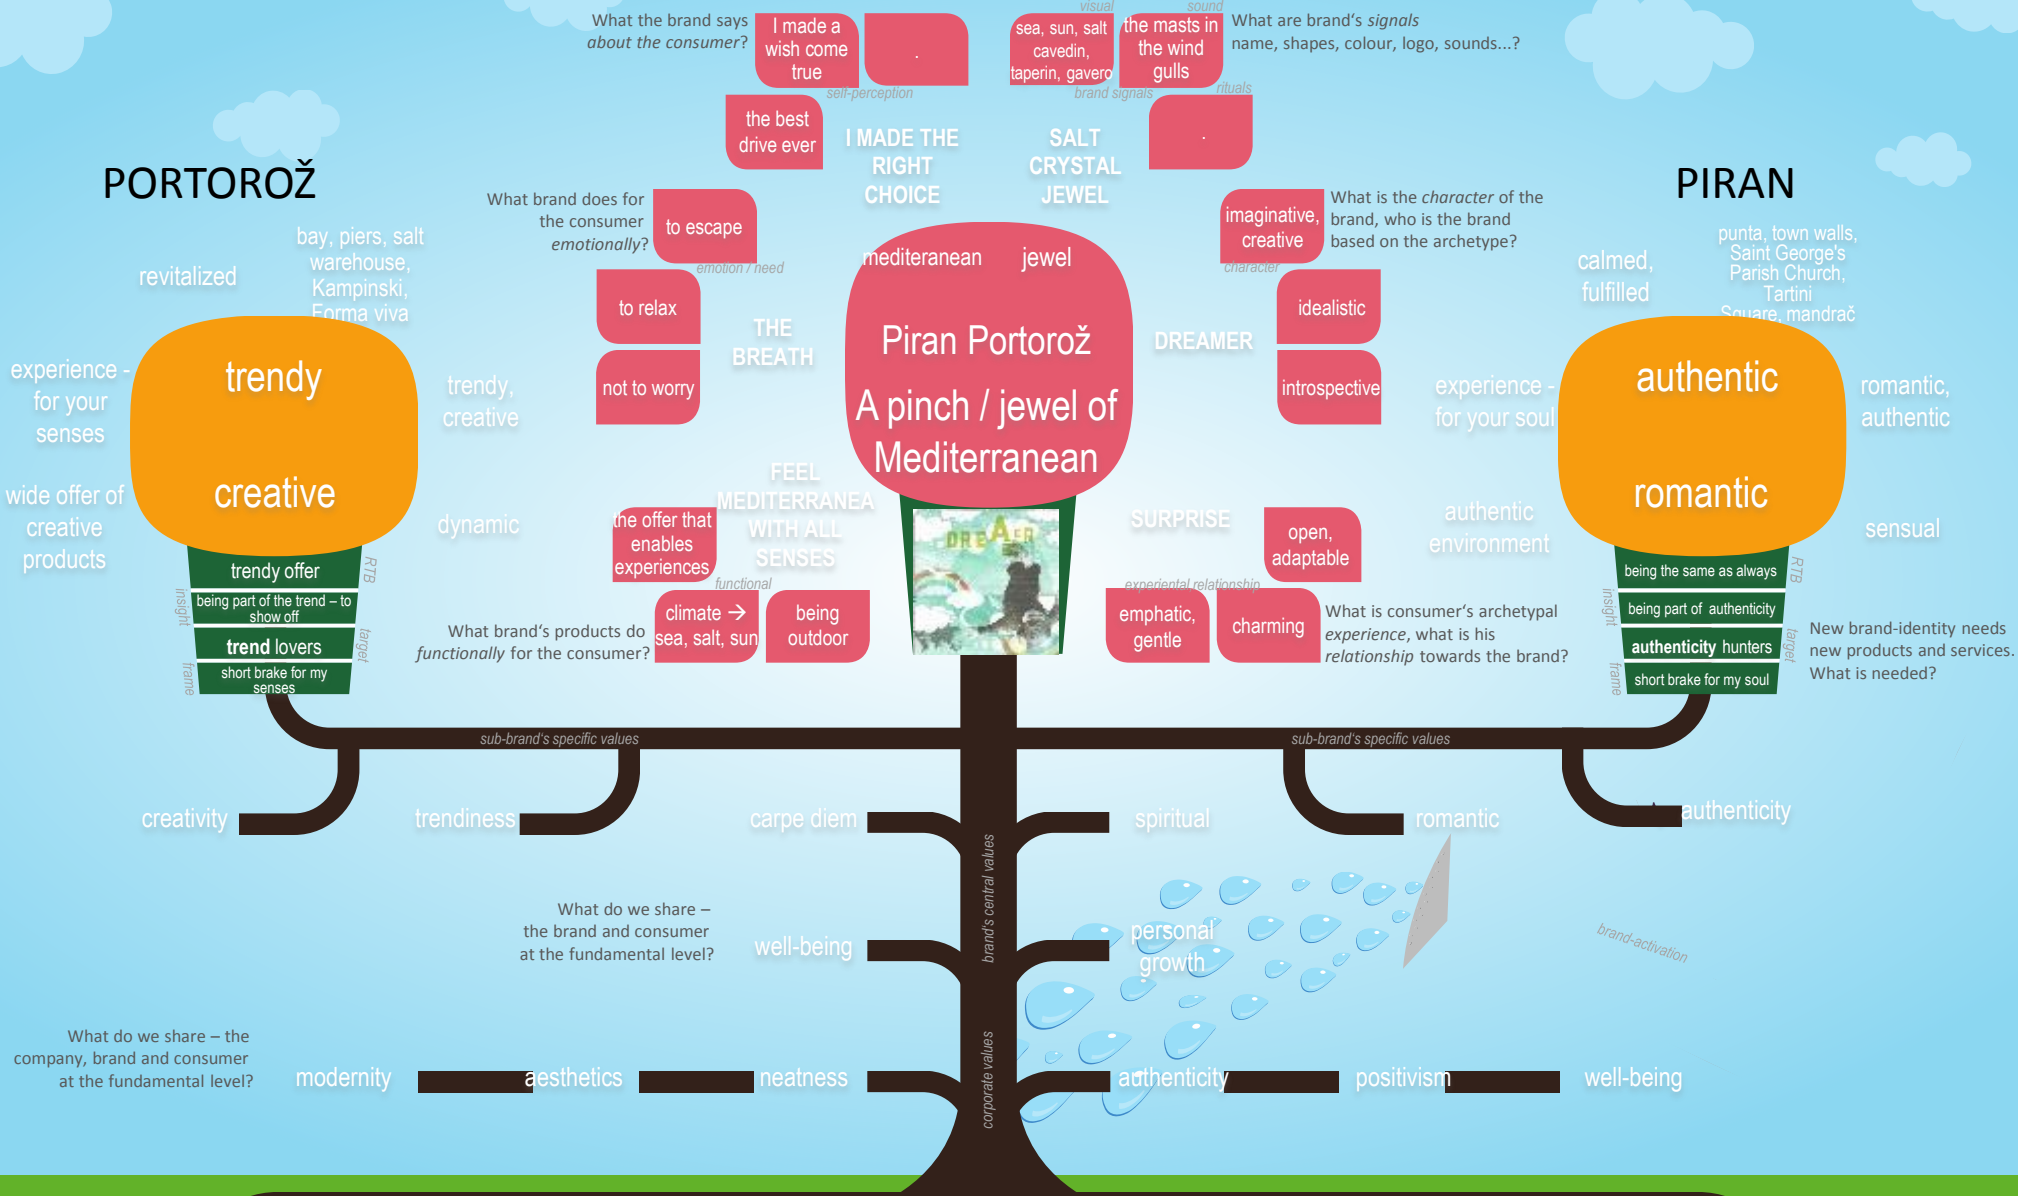 What the brand says
about the consumer?
I made a
wish come
true
.
self-perception
the best
drive ever
I MADE THE
RIGHT
CHOICE
visual
sea, sun, salt
cavedin,
taperin, gavero
sound
the masts in
the wind
gulls
brand signals
rituals
.
What are brand's signals
name, shapes, colour, logo, sounds...?
SALT
CRYSTAL
JEWEL
PORTOROŽ
revitalized
bay, piers, salt
warehouse,
Kampinski,
Forma viva
experience -
for your
senses
trendy
creative
trendy,
creative
wide offer of
creative
products
dynamic
trendy offer
being part of the trend – to
show off
trend lovers
short brake for my
senses
RTB
insight
target
frame
What brand does for
the consumer
emotionally?
to escape
emotion / need
to relax
not to worry
THE
BREATH
mediteranean
jewel
Piran Portorož
A pinch / jewel of
Mediterranean
DREAMER
imaginative,
creative
character
What is the character of the
brand, who is the brand
based on the archetype?
idealistic
introspective
DREAMER
FEEL
MEDITERRANEA
WITH ALL
SENSES
the offer that
enables
experiences
functional
climate →
sea, salt, sun
being
outdoor
What brand's products do
functionally for the consumer?
SURPRISE
open,
adaptable
experiental relationship
emphatic,
gentle
charming
What is consumer's archetypal
experience, what is his
relationship towards the brand?
PIRAN
calmed,
fulfilled
punta, town walls,
Saint George's
Parish Church,
Tartini
Square, mandrač
experience -
for your soul
authentic
romantic
romantic,
authentic
authentic
environment
sensual
being the same as always
being part of authenticity
authenticity hunters
short brake for my soul
RTB
insight
target
frame
New brand-identity needs
new products and services.
What is needed?
sub-brand's specific values
sub-brand's specific values
creativity
trendiness
carpe diem
spiritual
romantic
authenticity
brand's central values
What do we share –
the brand and consumer
at the fundamental level?
well-being
personal
growth
brand-activation
What do we share – the
company, brand and consumer
at the fundamental level?
corporate values
modernity
aesthetics
neatness
authenticity
positivism
well-being